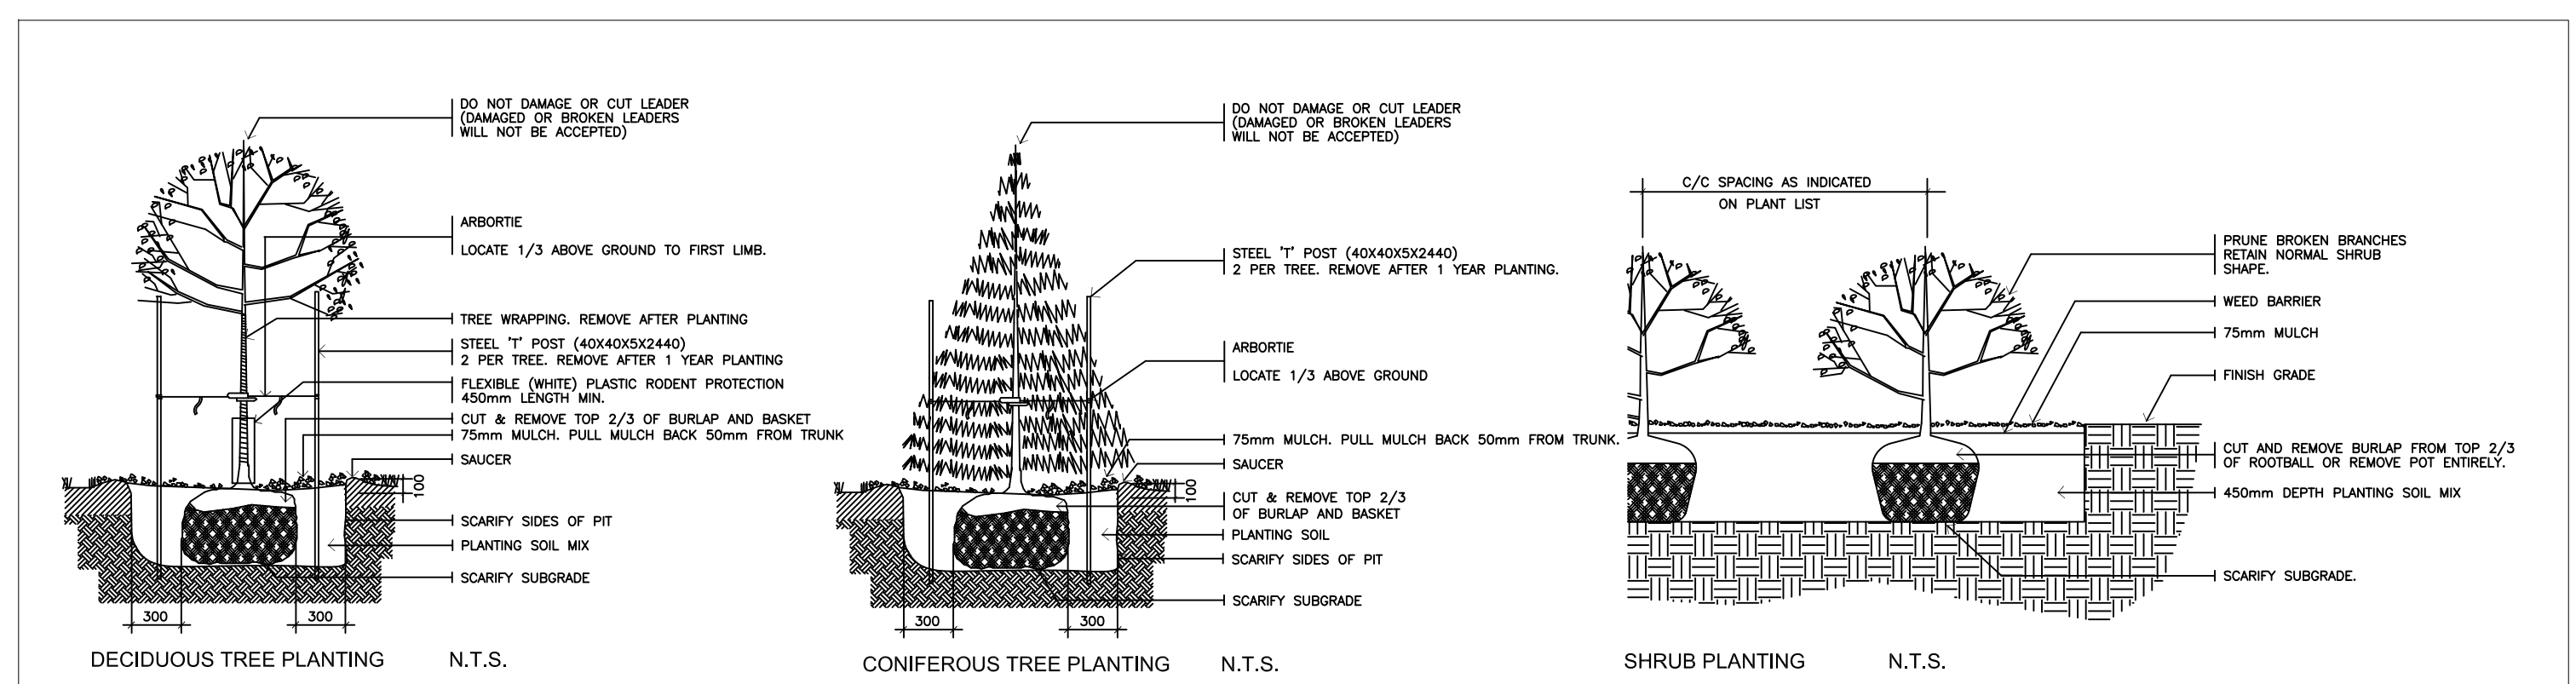 DO NOT DAMAGE OR CUT LEADER
(DAMAGED OR BROKEN LEADERS
WILL NOT BE ACCEPTED)
ARBORTIE
LOCATE 1/3 ABOVE GROUND TO FIRST LIMB.
TREE WRAPPING. REMOVE AFTER PLANTING
STEEL 'T' POST (40X40X5X2440)
2 PER TREE. REMOVE AFTER 1 YEAR PLANTING
FLEXIBLE (WHITE) PLASTIC RODENT PROTECTION
450mm LENGTH MIN.
CUT & REMOVE TOP 2/3 OF BURLAP AND BASKET
75mm MULCH. PULL MULCH BACK 50mm FROM TRUNK
SAUCER
100
SCARIFY SIDES OF PIT
PLANTING SOIL MIX
SCARIFY SUBGRADE
300
300
DECIDUOUS TREE PLANTING N.T.S.
DO NOT DAMAGE OR CUT LEADER
(DAMAGED OR BROKEN LEADERS
WILL NOT BE ACCEPTED)
STEEL 'T' POST (40X40X5X2440)
2 PER TREE. REMOVE AFTER 1 YEAR PLANTING.
ARBORTIE
LOCATE 1/3 ABOVE GROUND
75mm MULCH. PULL MULCH BACK 50mm FROM TRUNK.
SAUCER
100
CUT & REMOVE TOP 2/3
OF BURLAP AND BASKET
PLANTING SOIL
SCARIFY SIDES OF PIT
SCARIFY SUBGRADE
300
300
CONIFEROUS TREE PLANTING N.T.S.
C/C SPACING AS INDICATED
ON PLANT LIST
PRUNE BROKEN BRANCHES
RETAIN NORMAL SHRUB
SHAPE.
WEED BARRIER
75mm MULCH
FINISH GRADE
CUT AND REMOVE BURLAP FROM TOP 2/3
OF ROOTBALL OR REMOVE POT ENTIRELY.
450mm DEPTH PLANTING SOIL MIX
SCARIFY SUBGRADE.
SHRUB PLANTING N.T.S.